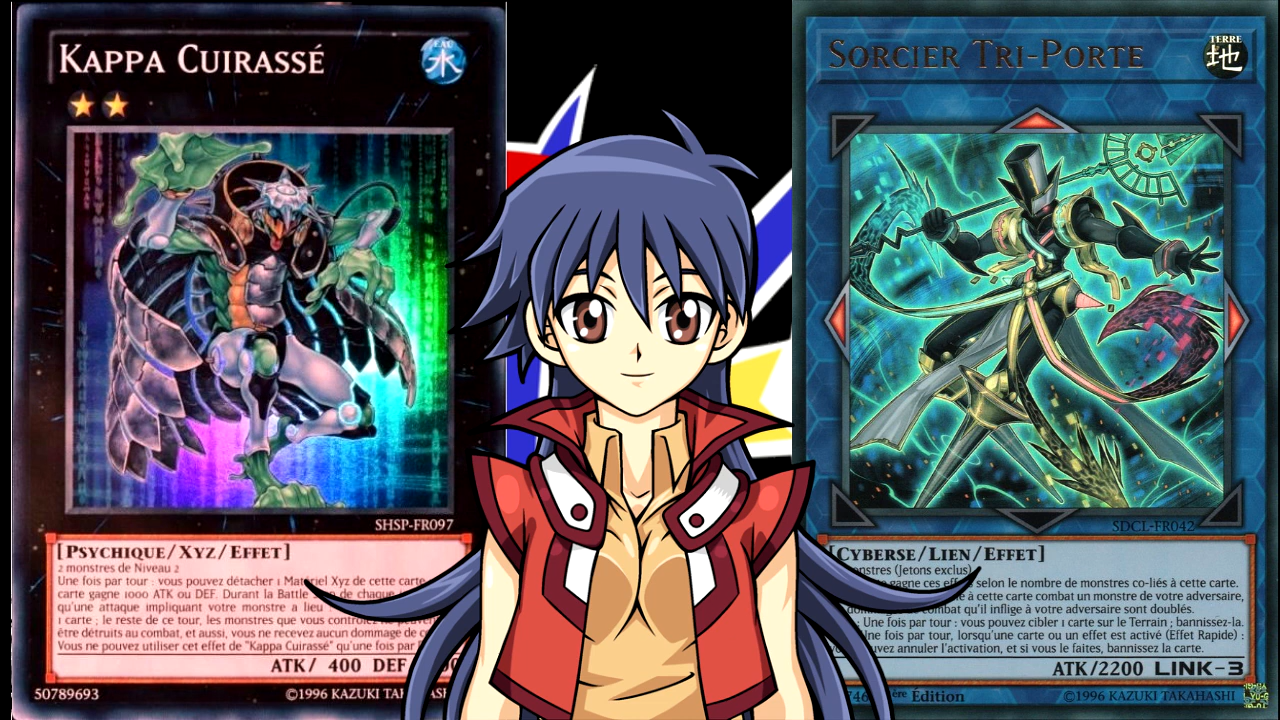 KAPPA CUIRASSÉ
EAU
水
SHSP-FR097
[PSYCHIQUE/XYZ/EFFET]
2 monstres de Niveau 2
Une fois par tour : vous pouvez détacher 1 Matériel Xyz de cette carte
carte gagne 1000 ATK ou DEF. Durant la Battle de chaque
qu'une attaque impliquant votre monstre a lieu
1 carte ; le reste de ce tour, les monstres que vous contrôlez
être détruits au combat, et aussi, vous ne recevez aucun dommage de
Vous ne pouvez utiliser cet effet de "Kappa Cuirassé" qu'une fois par
ATK/ 400 DEF
50789693
©1996 KAZUKI
SORCIER TRI-PORTE
TERRE
地
SDCL-FR042
[CYBERSE/LIEN/EFFET]
(Jetons exclus)
gagne ces selon le nombre de monstres co-liés à cette carte.
à cette carte combat un monstre de votre adversaire,
combat qu'il inflige à votre adversaire sont doublés.
: Une fois par tour : vous pouvez cibler 1 carte sur le Terrain ; bannissez-la.
Une fois par tour, lorsqu'une carte ou un effet est activé (Effet Rapide) :
annuler l'activation, et si vous le faites, bannissez la carte.
ATK/2200 LINK-3
Édition
©1996 KAZUKI TAKAHASHI